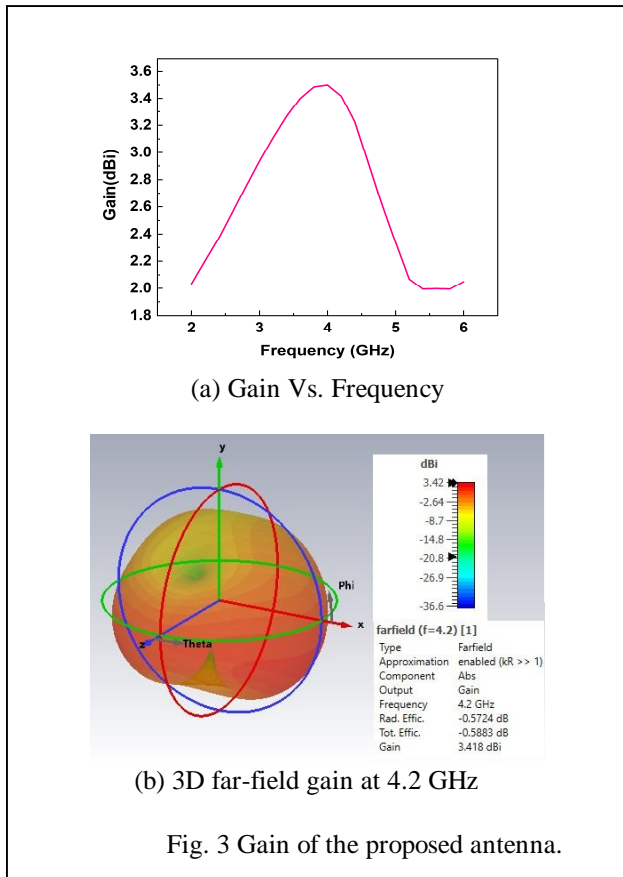 3.6
3.4
3.2
3.0
2.8
2.6
2.4
2.2
2.0
1.8
Gain(dBi)
2 3 4 5 6
Frequency (GHz)
(a) Gain Vs. Frequency
y
Phi
x
z
Theta
dBi
3.42
-2.64
-8.7
-14.8
-20.8
-26.9
-36.6
farfield (f=4.2) [1]
Type Farfield
Approximation enabled (kR >> 1)
Component Abs
Output Gain
Frequency 4.2 GHz
Rad. Effic. -0.5724 dB
Tot. Effic. -0.5883 dB
Gain 3.418 dBi
(b) 3D far-field gain at 4.2 GHz
Fig. 3 Gain of the proposed antenna.